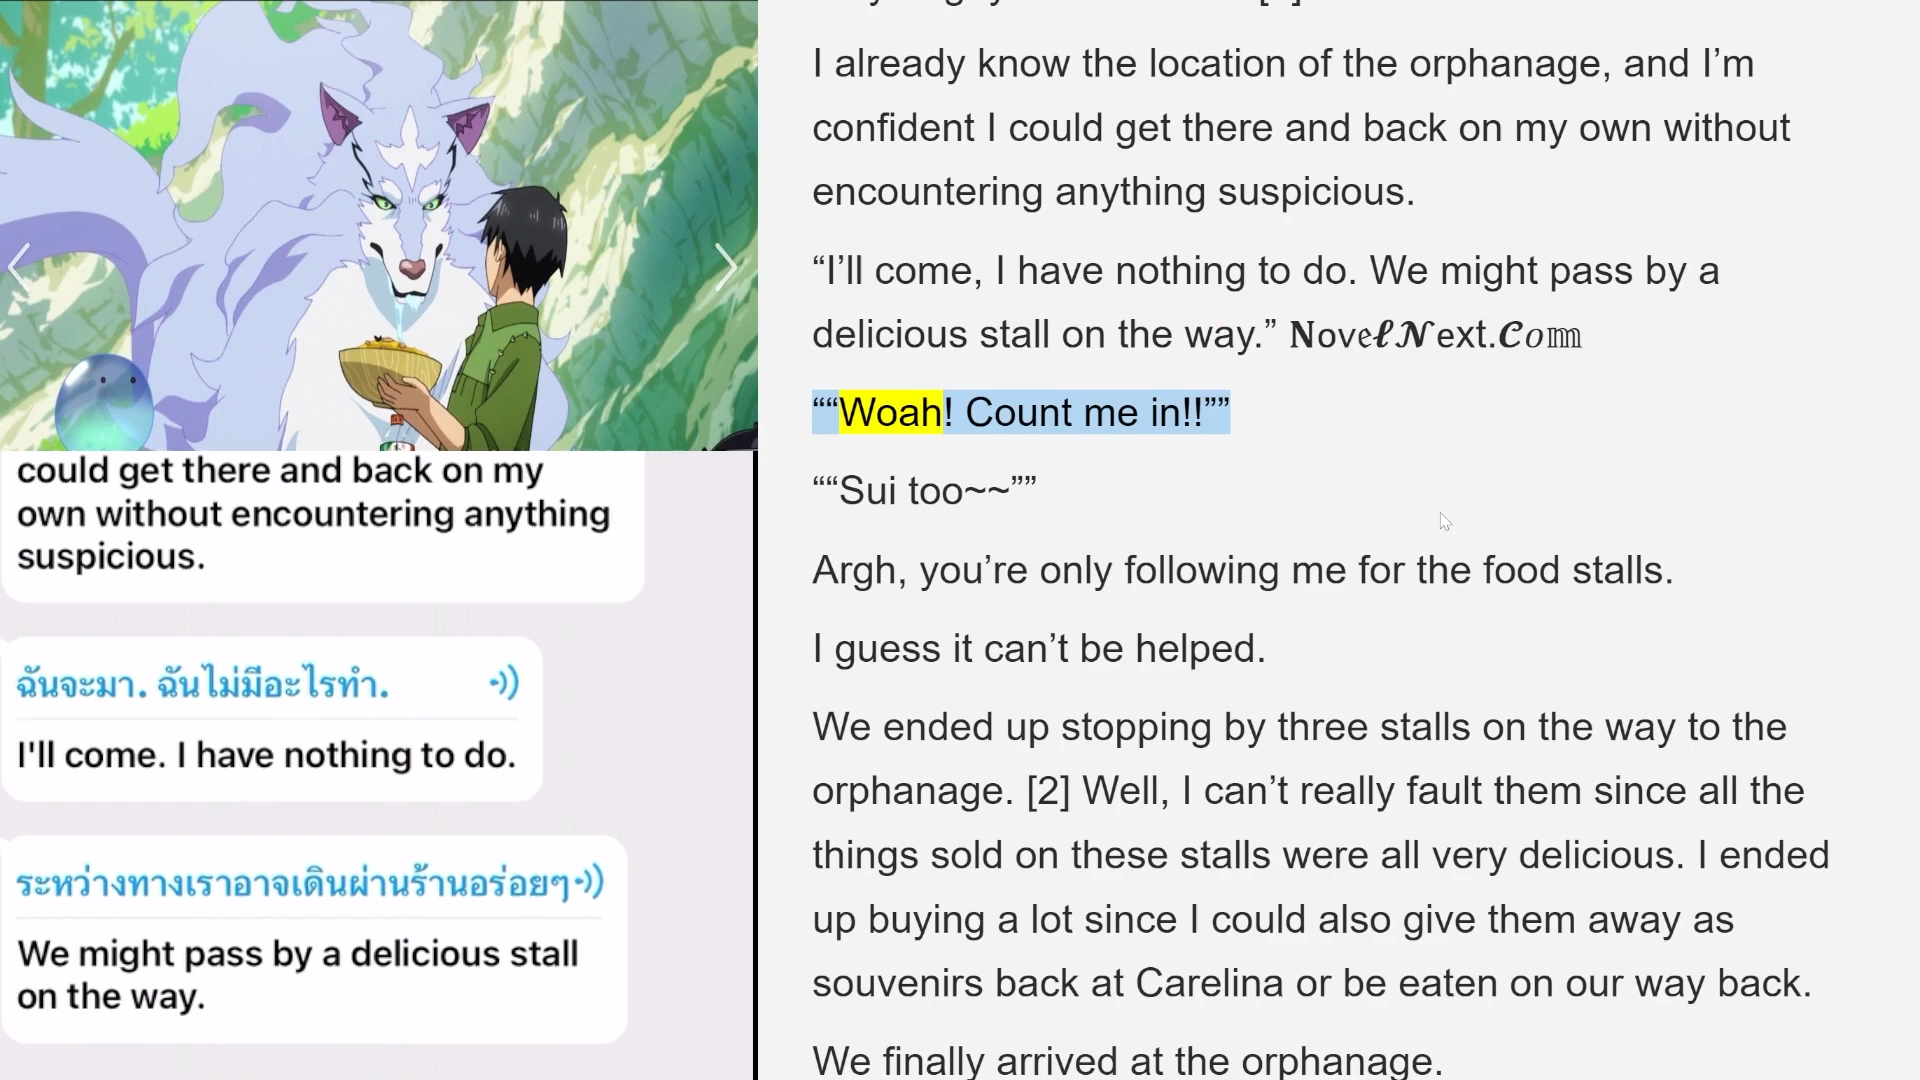 could get there and back on my
own without encountering anything
suspicious.
ฉันจะมา. ฉันไม่มีอะไรทำ.
I'll come. I have nothing to do.
ระหว่างทางเราอาจเดินผ่านร้านอร่อยๆ
We might pass by a delicious stall
on the way.
I already know the location of the orphanage, and I’m
confident I could get there and back on my own without
encountering anything suspicious.
“I’ll come, I have nothing to do. We might pass by a
delicious stall on the way.” 𝐍ov𝔢𝓵𝓝ext.𝓒𝑜𝕞
““Woah! Count me in!!””
““Sui too~~””
Argh, you’re only following me for the food stalls.
I guess it can’t be helped.
We ended up stopping by three stalls on the way to the
orphanage. [2] Well, I can’t really fault them since all the
things sold on these stalls were all very delicious. I ended
up buying a lot since I could also give them away as
souvenirs back at Carelina or be eaten on our way back.
We finally arrived at the orphanage.